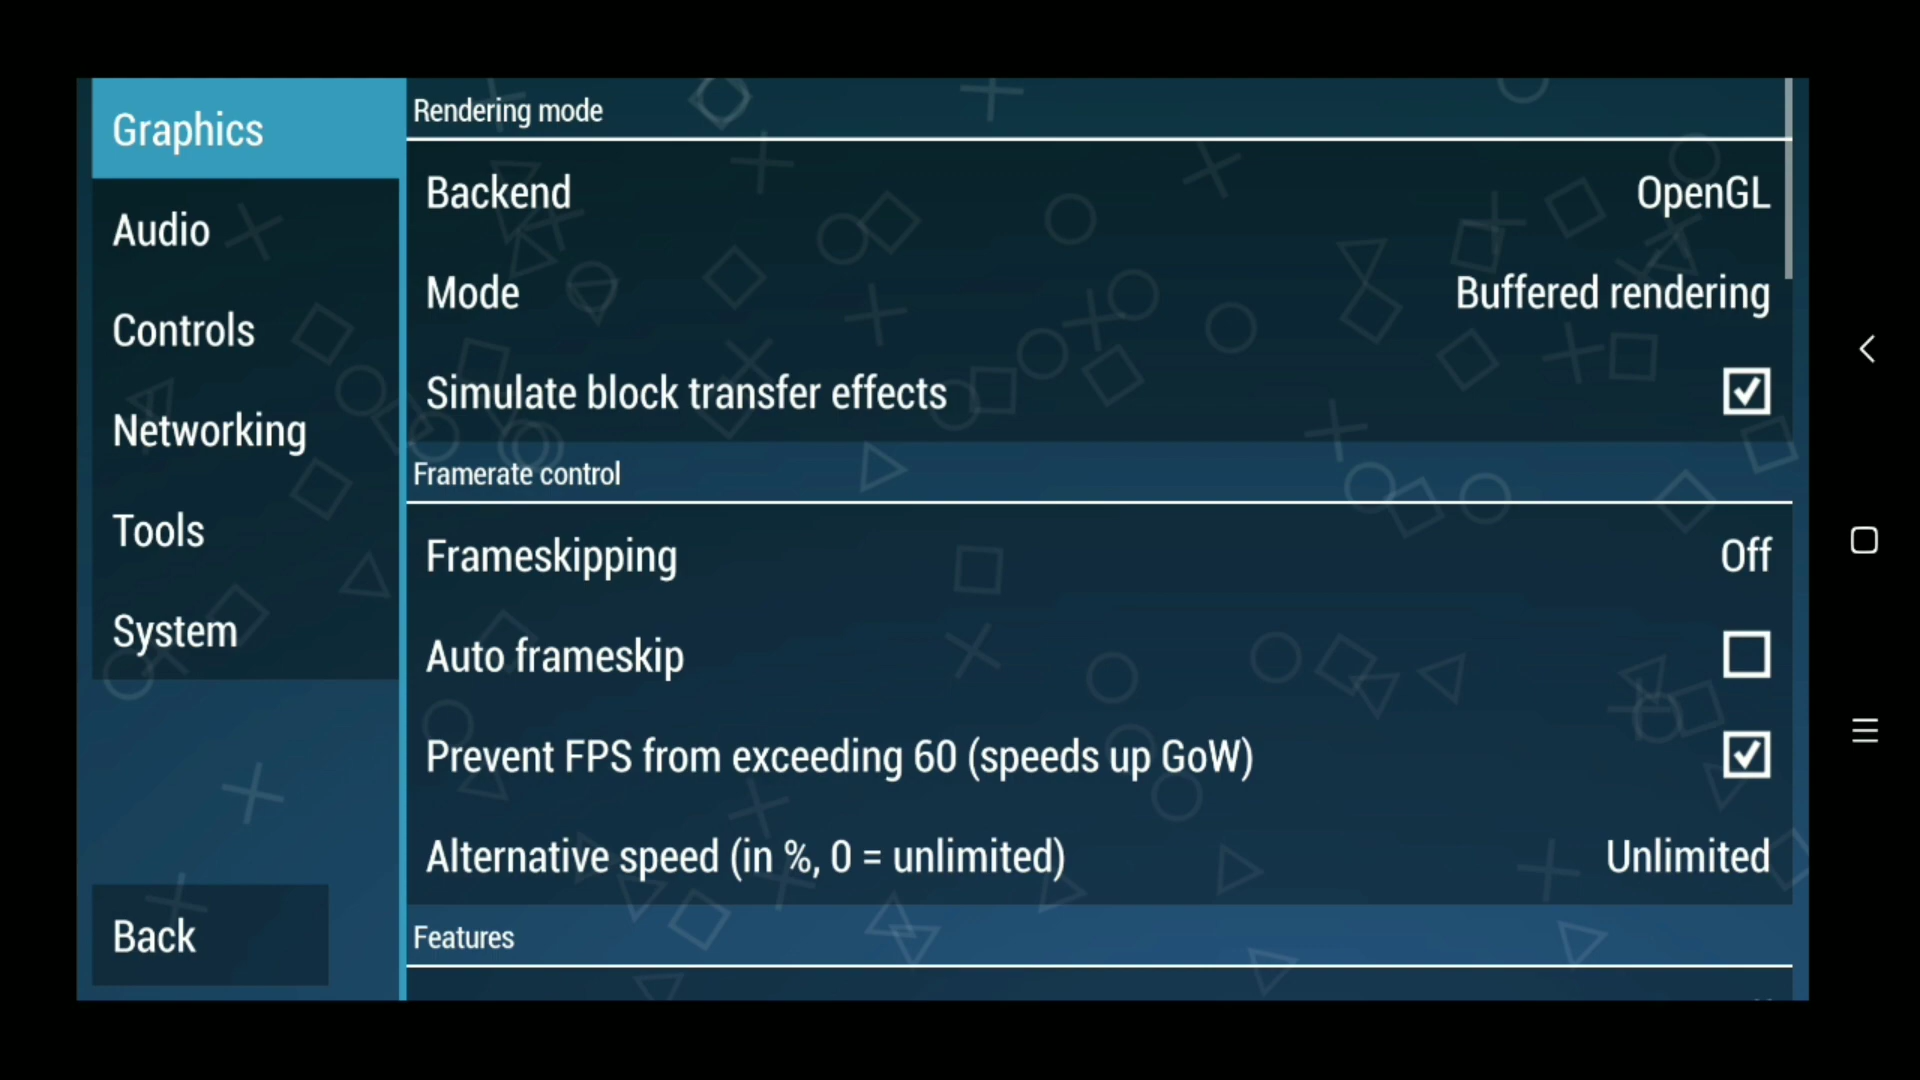 Graphics
Audio
Controls
Networking
Tools
System
Back
Rendering mode
Backend OpenGL
Mode Buffered rendering
Simulate block transfer effects
Framerate control
Frameskipping Off
Auto frameskip
Prevent FPS from exceeding 60 (speeds up GoW)
Alternative speed (in %, 0 = unlimited) Unlimited
Features